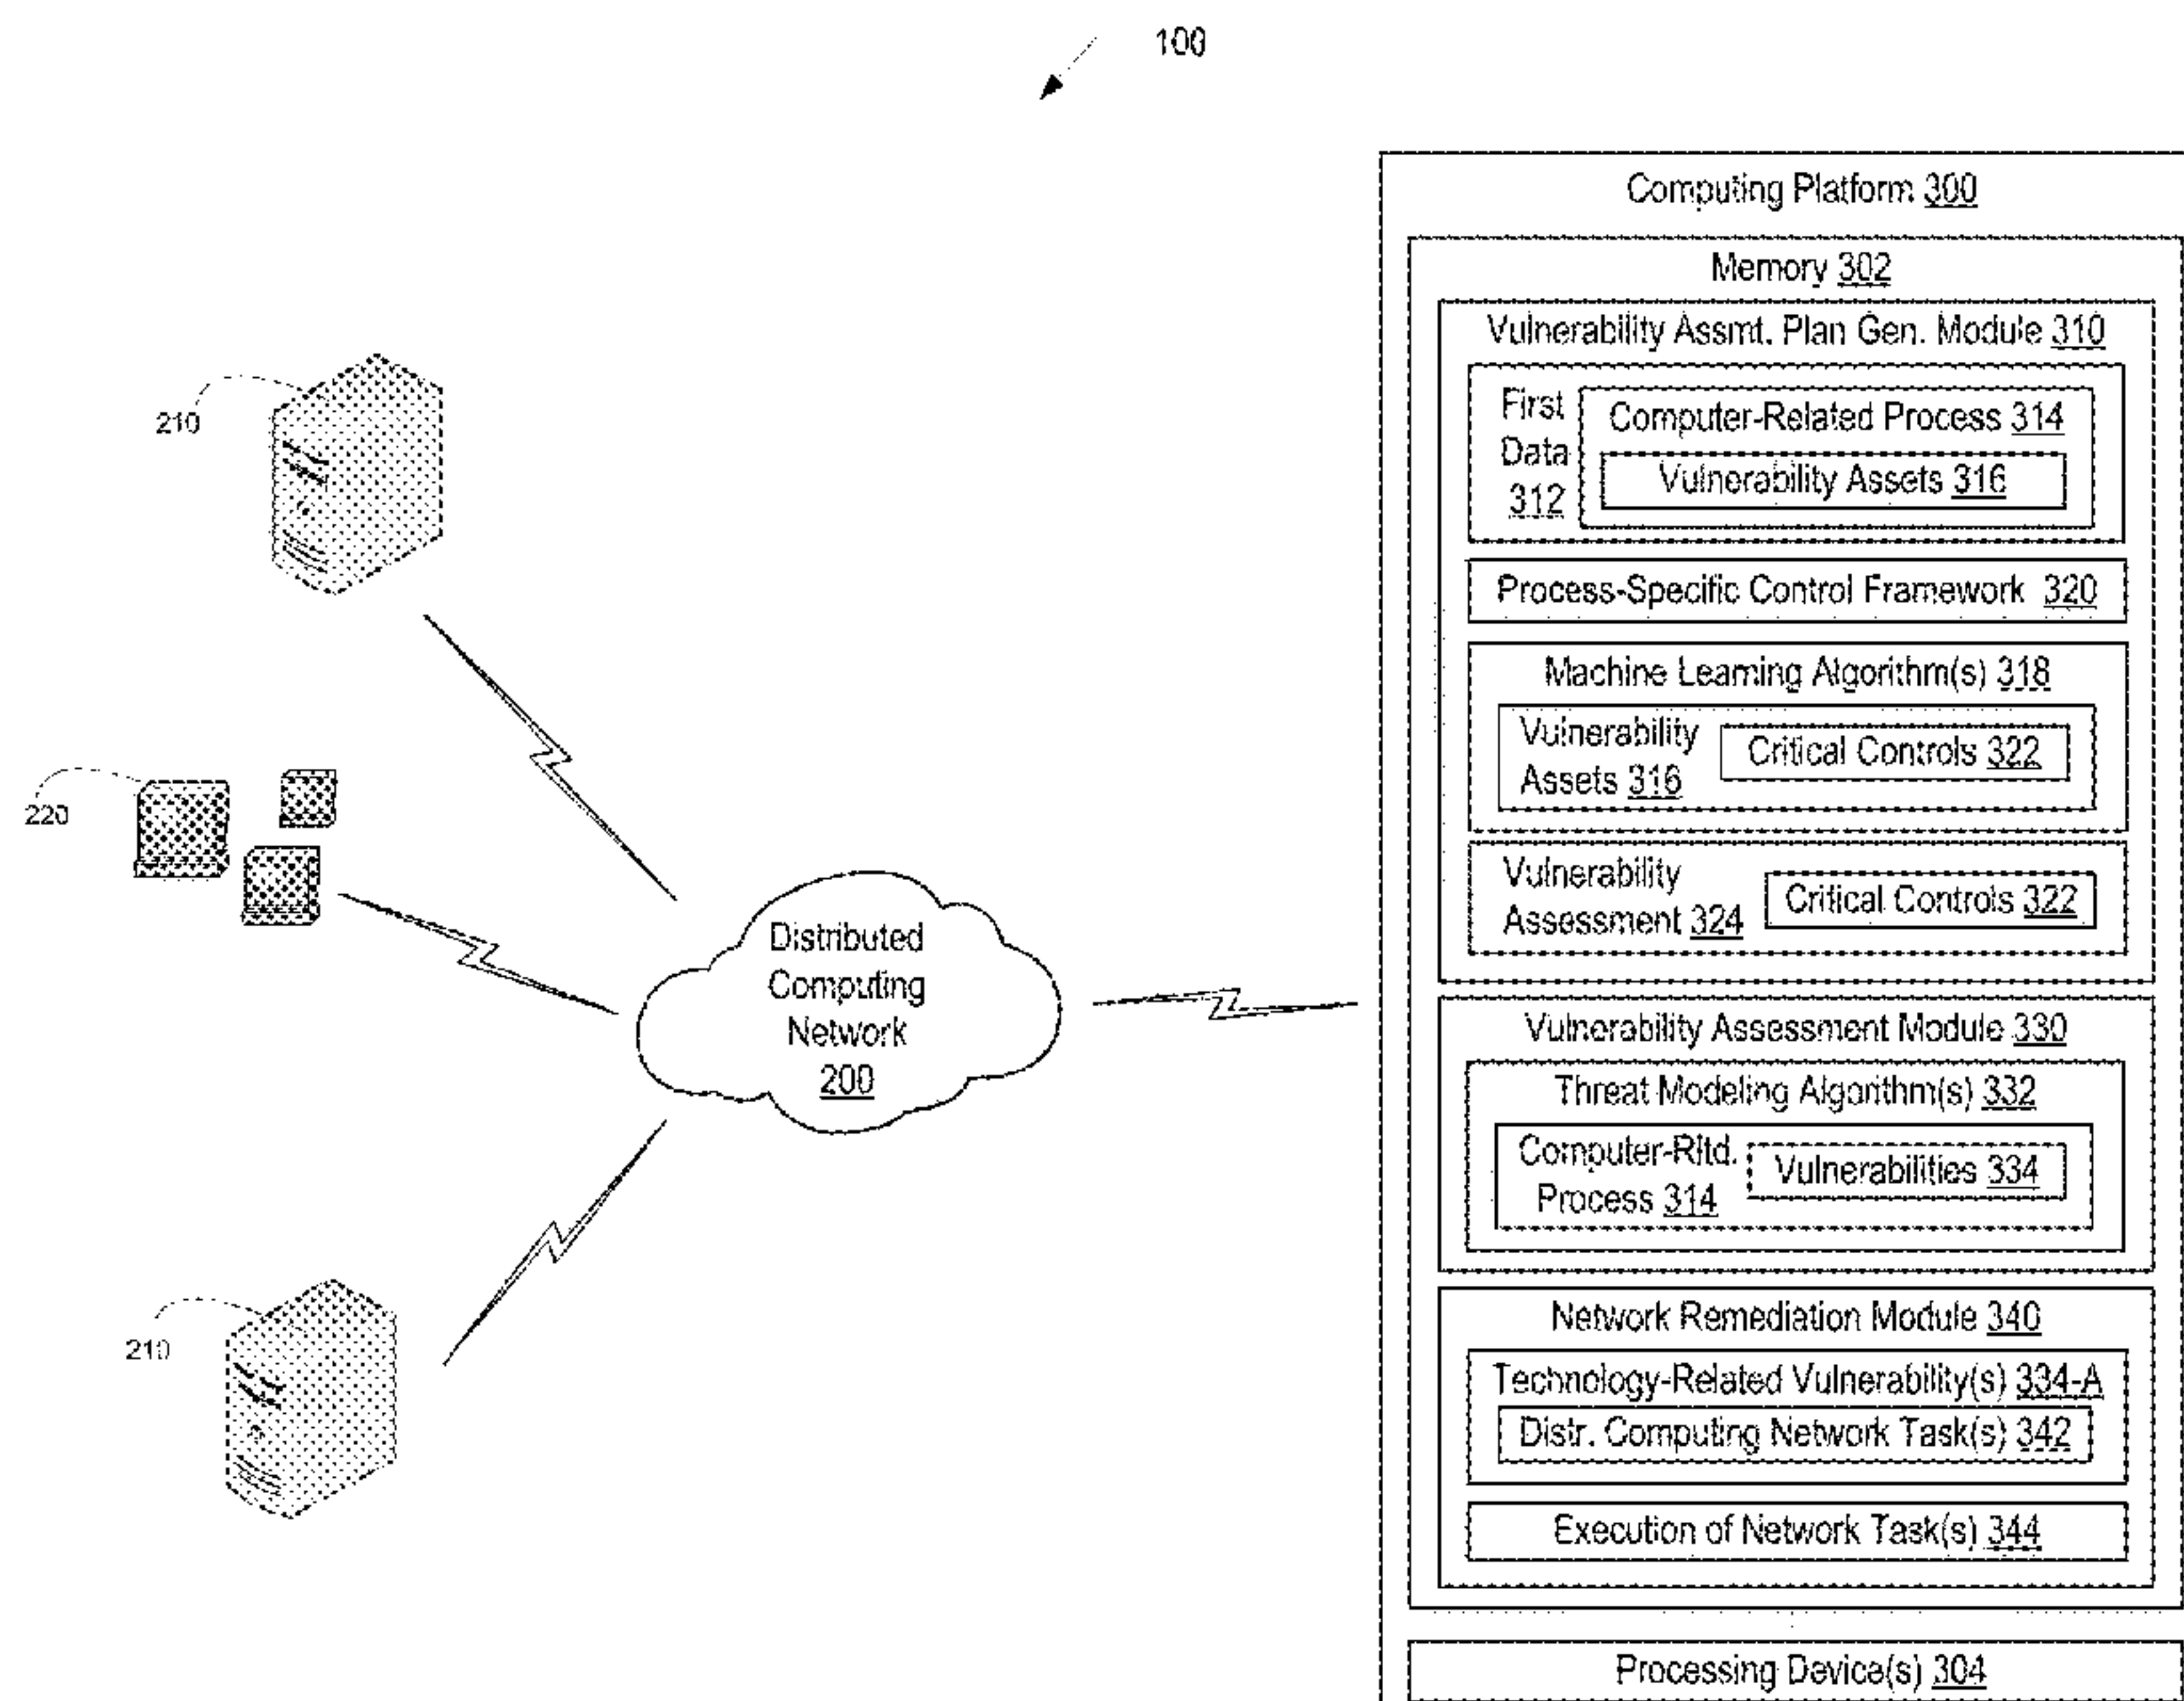 100
Computing Platform 300
Memory 302
Vulnerability Assmt. Plan Gen. Module 310
First
Data
312
Computer-Related Process 314
Vulnerability Assets 316
Process-Specific Control Framework 320
Machine Learning Algorithm(s) 318
Vulnerability
Assets 316
Critical Controls 322
Vulnerability
Assessment 324
Critical Controls 322
Vulnerability Assessment Module 330
Threat Modeling Algorithm(s) 332
Computer-Rltd.
Process 314
Vulnerabilities 334
Network Remediation Module 340
Technology-Related Vulnerability(s) 334-A
Distr. Computing Network Task(s) 342
Execution of Network Task(s) 344
Processing Device(s) 304
210
220
Distributed
Computing
Network
200
210